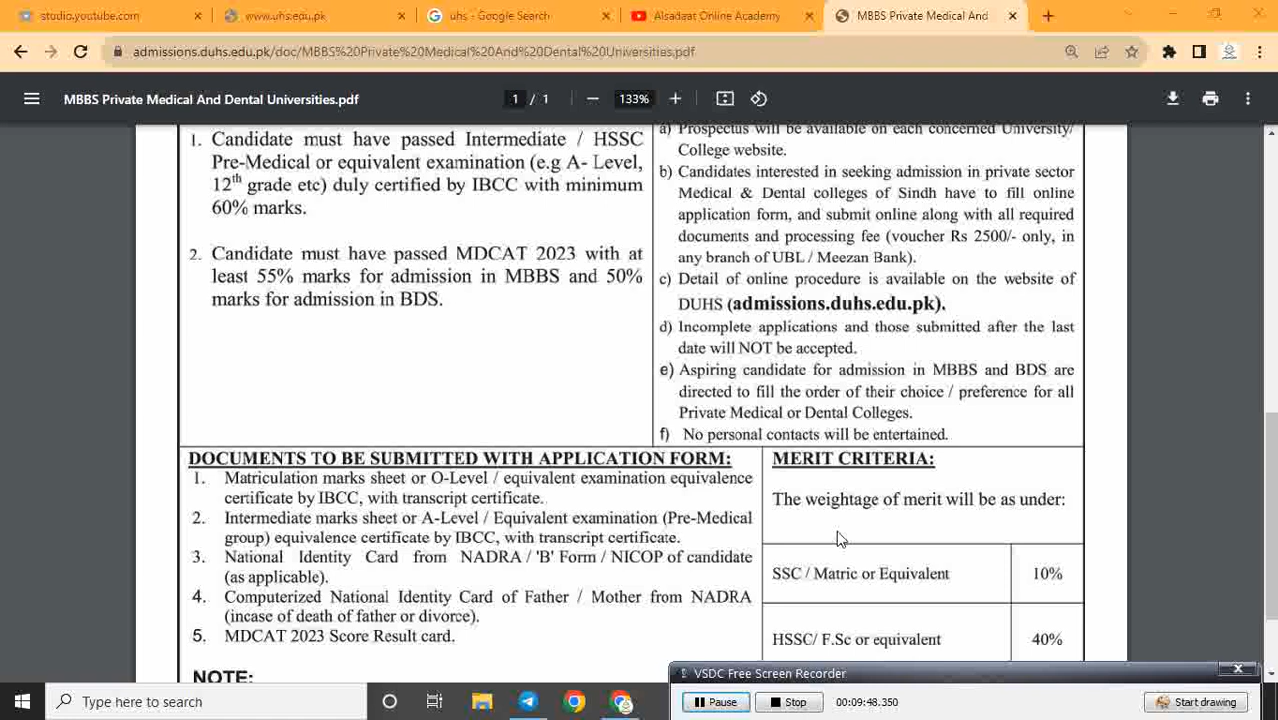 studio.youtube.com
www.uhs.edu.pk
uhs - Google Search
Alsadaat Online Academy
MBBS Private Medical And
admissions.duhs.edu.pk/doc/MBBS%20Private%20Medical%20And%20Dental%20Universities.pdf
MBBS Private Medical And Dental Universities.pdf
1 / 1
133%
1. Candidate must have passed Intermediate / HSSC
Pre-Medical or equivalent examination (e.g A- Level,
12th grade etc) duly certified by IBCC with minimum
60% marks.
2. Candidate must have passed MDCAT 2023 with at
least 55% marks for admission in MBBS and 50%
marks for admission in BDS.
a) Prospectus will be available on each concerned University/
College website.
b) Candidates interested in seeking admission in private sector
Medical & Dental colleges of Sindh have to fill online
application form, and submit online along with all required
documents and processing fee (voucher Rs 2500/- only, in
any branch of UBL / Meezan Bank).
c) Detail of online procedure is available on the website of
DUHS (admissions.duhs.edu.pk).
d) Incomplete applications and those submitted after the last
date will NOT be accepted.
e) Aspiring candidate for admission in MBBS and BDS are
directed to fill the order of their choice / preference for all
Private Medical or Dental Colleges.
f) No personal contacts will be entertained.
DOCUMENTS TO BE SUBMITTED WITH APPLICATION FORM:
1. Matriculation marks sheet or O-Level / equivalent examination equivalence
certificate by IBCC, with transcript certificate.
2. Intermediate marks sheet or A-Level / Equivalent examination (Pre-Medical
group) equivalence certificate by IBCC, with transcript certificate.
3. National Identity Card from NADRA / 'B' Form / NICOP of candidate
(as applicable).
4. Computerized National Identity Card of Father / Mother from NADRA
(incase of death of father or divorce).
5. MDCAT 2023 Score Result card.
NOTE:
MERIT CRITERIA:
The weightage of merit will be as under:
SSC / Matric or Equivalent 10%
HSSC/ F.Sc or equivalent 40%
VSDC Free Screen Recorder
Pause
Stop
00:09:48.350
Start drawing
Type here to search